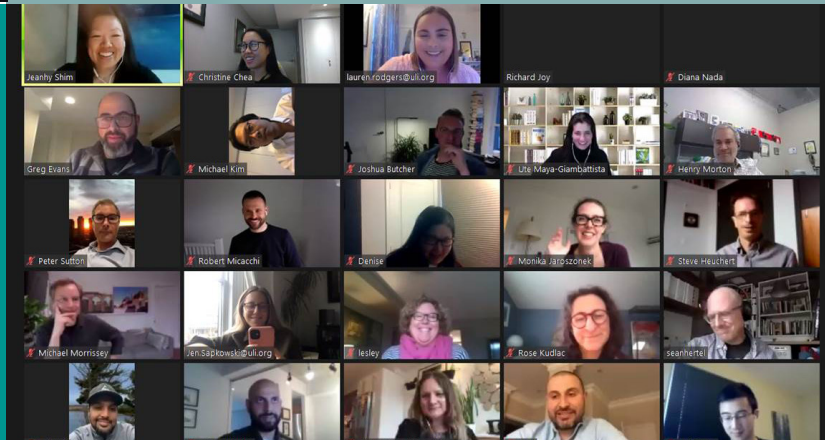 Jeanhy Shim
Christine Chea
lauren.rodgers@uli.org
Richard Joy
Diana Nada
Greg Evans
Michael Kim
Joshua Butcher
Ute Maya-Giambattista
Henry Morton
Peter Sutton
Robert Micacchi
Denise
Monika Jaroszonek
Steve Heuchert
Michael Morrissey
Jen.Sapkowski@uli.org
lesley
Rose Kudlac
seanhertel